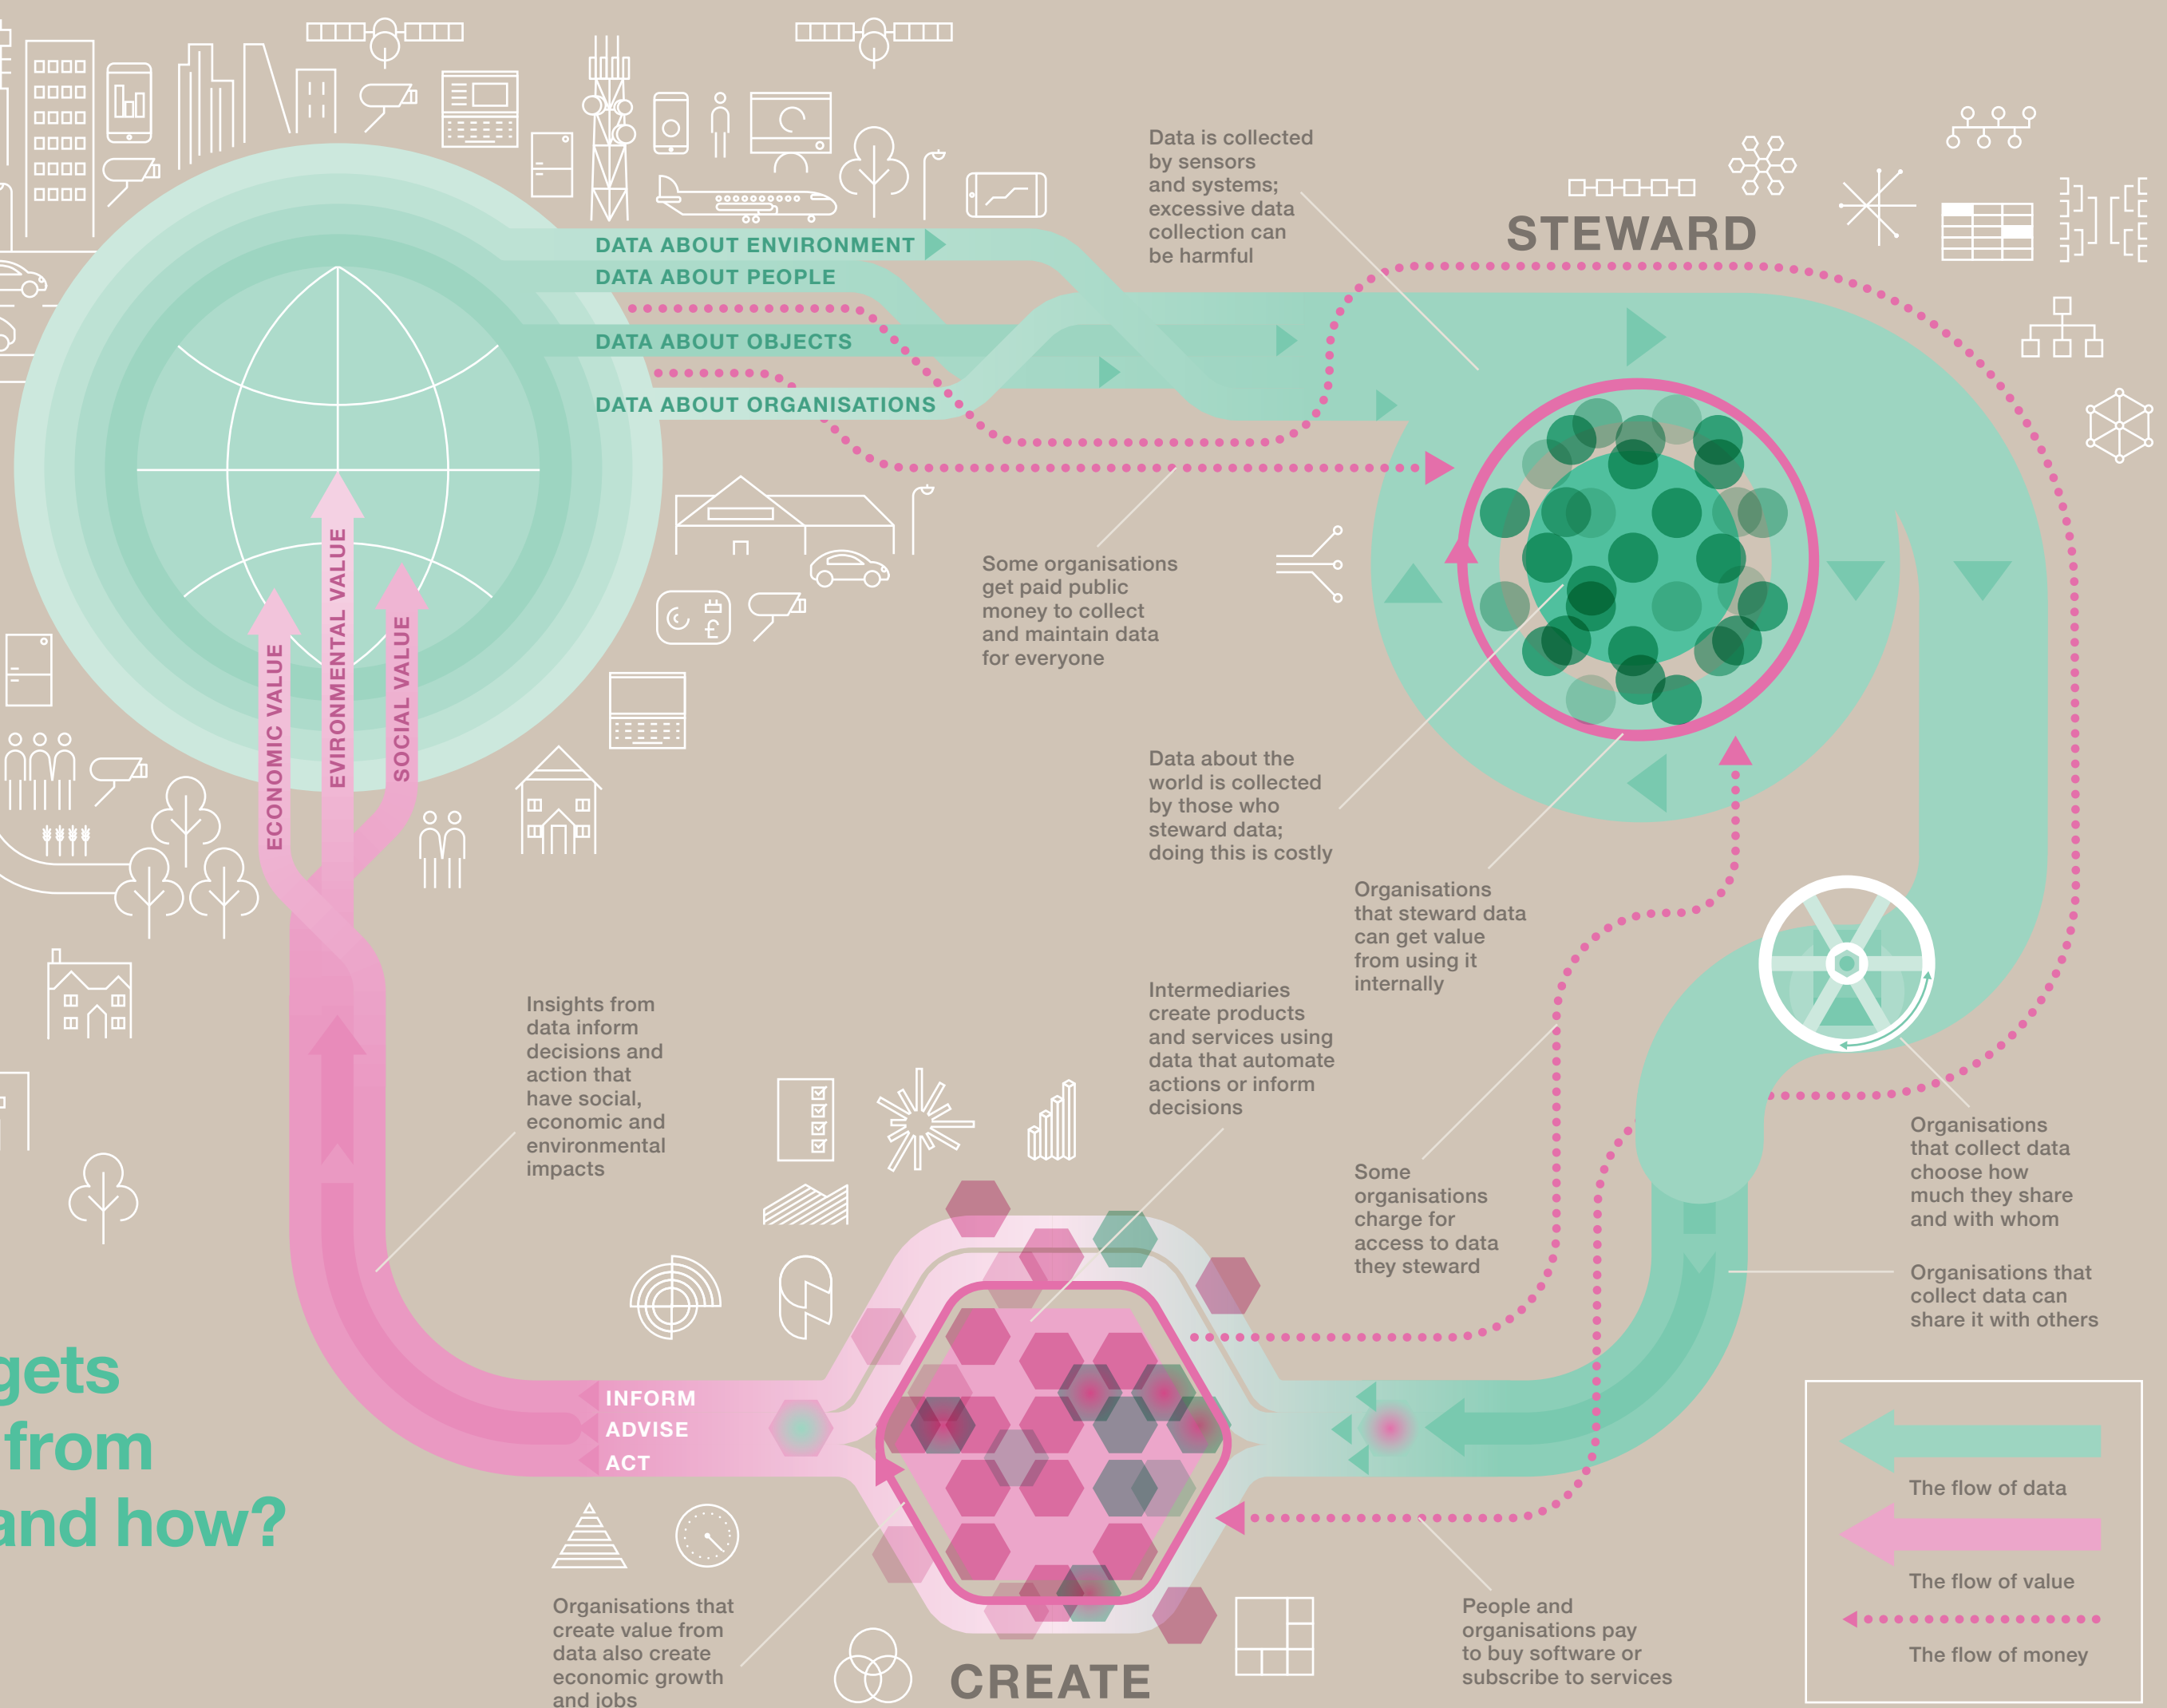 DATA ABOUT ENVIRONMENT
DATA ABOUT PEOPLE
DATA ABOUT OBJECTS
DATA ABOUT ORGANISATIONS
Data is collected
by sensors
and systems;
excessive data
collection can
be harmful
STEWARD
Some organisations
get paid public
money to collect
and maintain data
for everyone
Data about the
world is collected
by those who
steward data;
doing this is costly
Organisations
that steward data
can get value
from using it
internally
ECONOMIC VALUE
EVIRONMENTAL VALUE
SOCIAL VALUE
£
Insights from
data inform
decisions and
action that
have social,
economic and
environmental
impacts
Intermediaries
create products
and services using
data that automate
actions or inform
decisions
Some
organisations
charge for
access to data
they steward
Organisations
that collect data
choose how
much they share
and with whom
Organisations that
collect data can
share it with others
gets
from
and how?
INFORM
ADVISE
ACT
Organisations that
create value from
data also create
economic growth
and jobs
CREATE
People and
organisations pay
to buy software or
subscribe to services
The flow of data
The flow of value
The flow of money